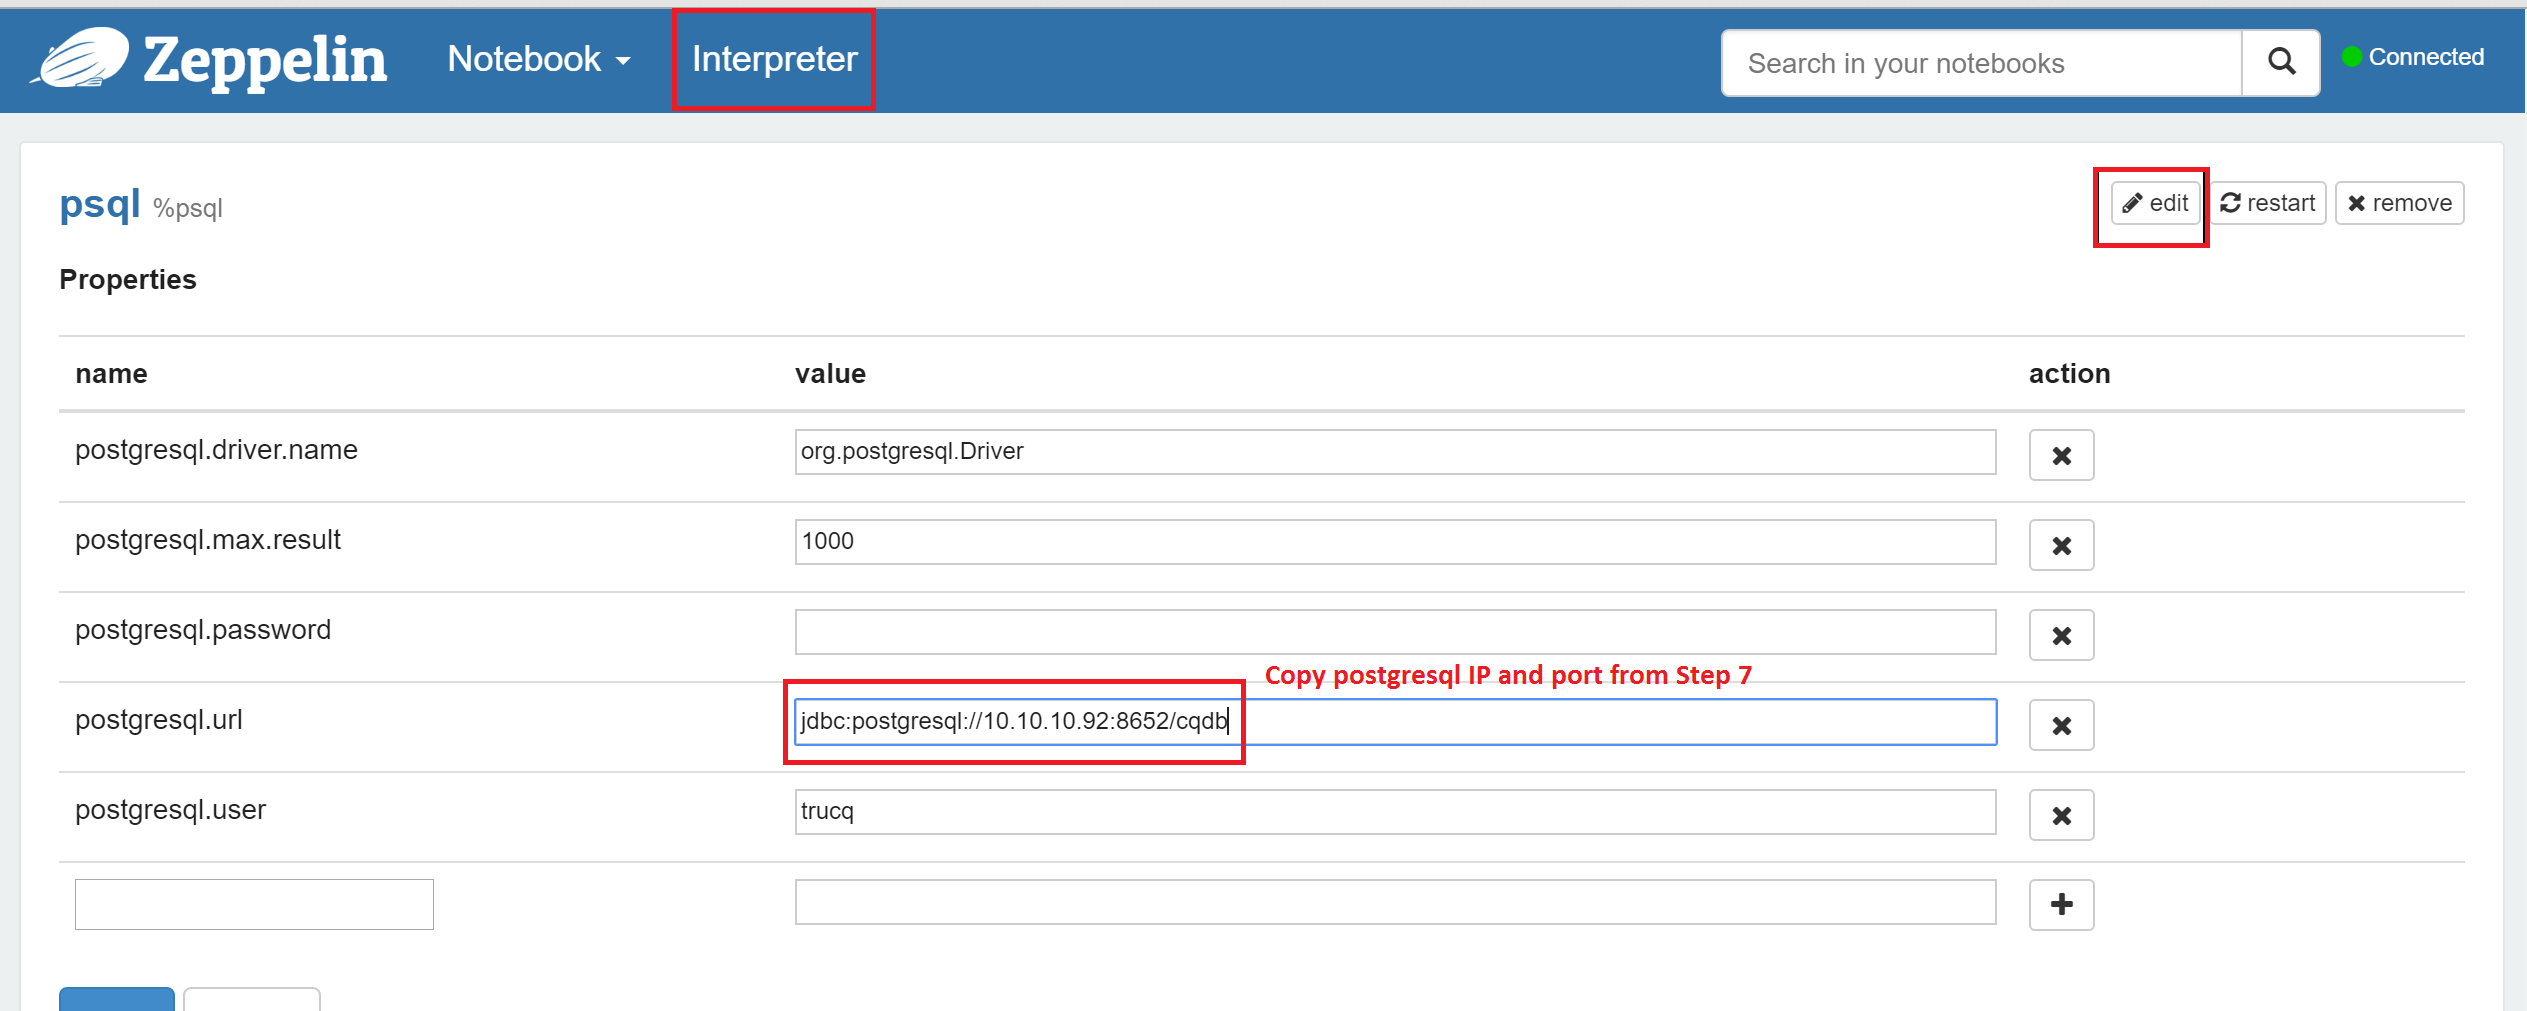 Zeppelin Notebook Interpreter Search in your notebooks Connected
psql %psql edit restart remove
Properties
name value action
postgresql.driver.name org.postgresql.Driver
postgresql.max.result 1000
postgresql.password
Copy postgresql IP and port from Step 7
postgresql.url jdbc:postgresql://10.10.10.92:8652/cqdb
postgresql.user trucq